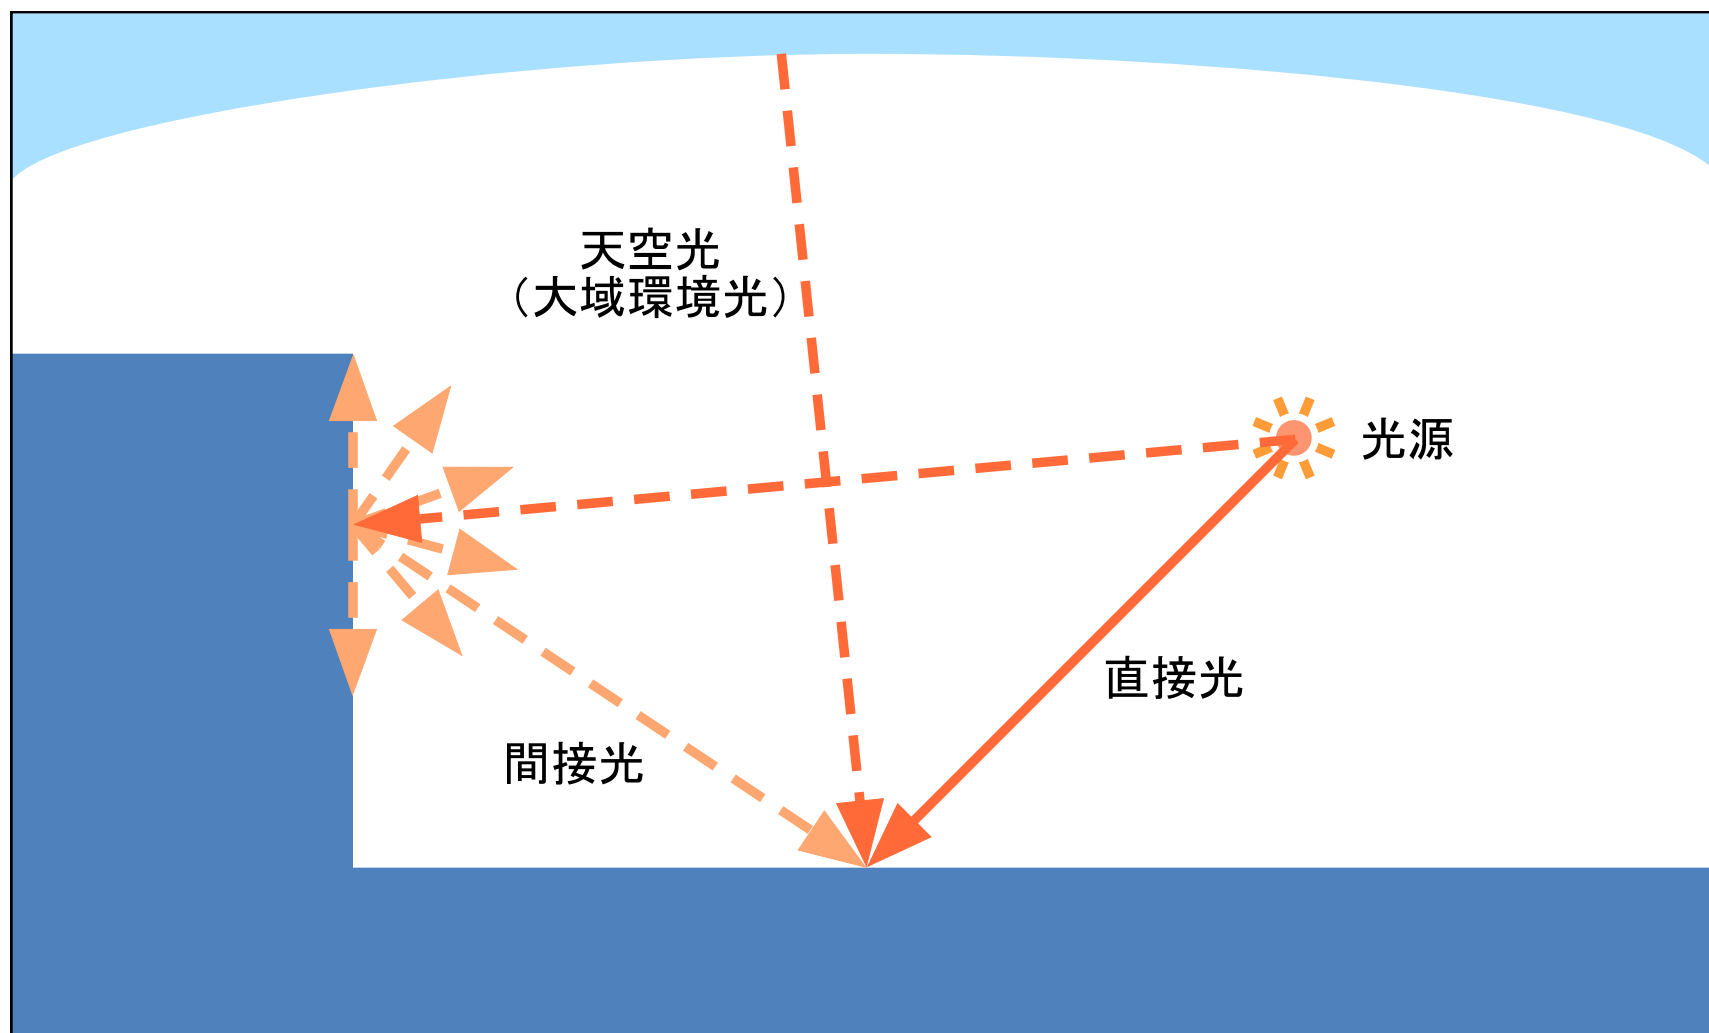 天空光
（大域環境光）
光源
直接光
間接光